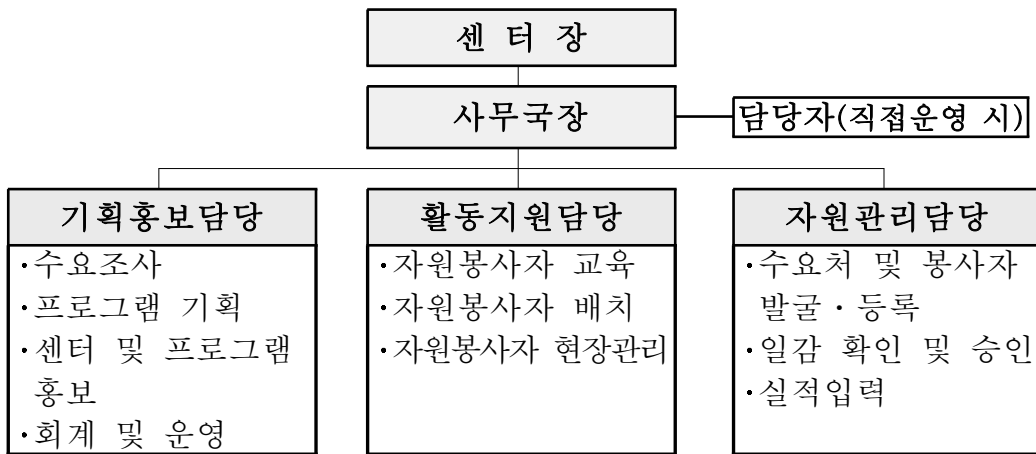 센 터 장
사무국장
담당자(직접운영 시)
기획홍보담당
·수요조사
·프로그램 기획
·센터 및 프로그램
홍보
·회계 및 운영
활동지원담당
·자원봉사자 교육
·자원봉사자 배치
·자원봉사자 현장관리
자원관리담당
·수요처 및 봉사자
발굴·등록
·일감 확인 및 승인
·실적입력